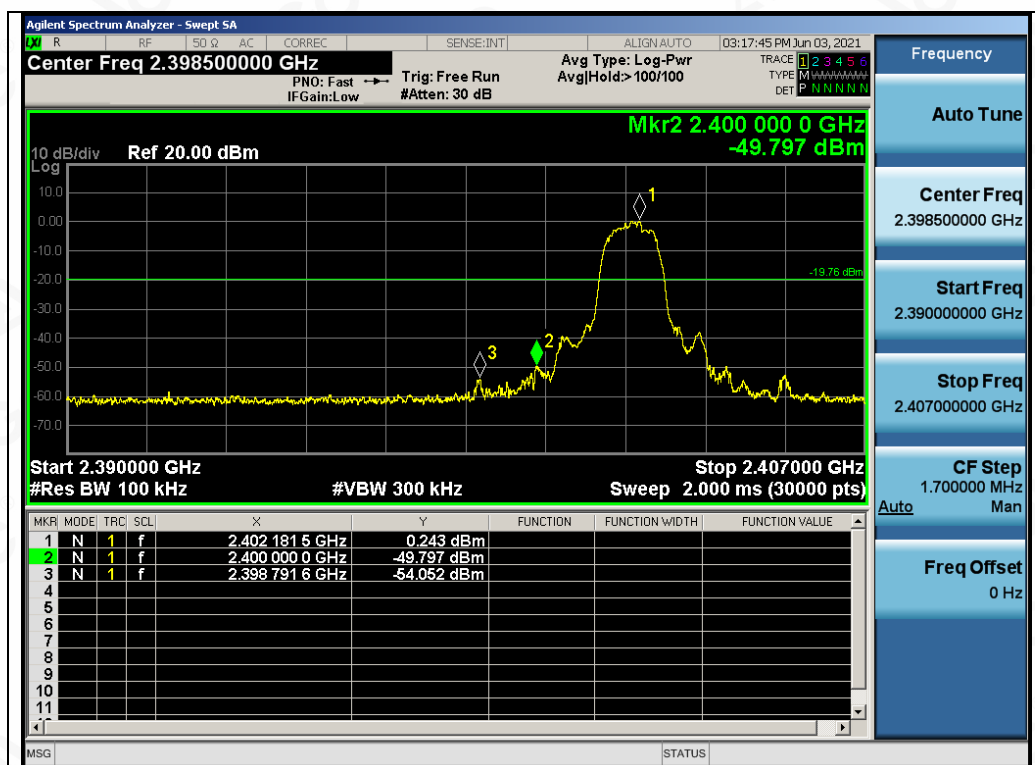 Agilent Spectrum Analyzer - Swept SA
LXI R RF 50 Ω AC CORREC SENSE:INT ALIGN AUTO 03:17:45 PM Jun 03, 2021
Center Freq 2.398500000 GHz
PNO: Fast
IFGain:Low
Trig: Free Run
#Atten: 30 dB
Avg Type: Log-Pwr
Avg|Hold:>100/100
TRACE 1 2 3 4 5 6
TYPE M
DET P N N N N N
Mkr2 2.400 000 0 GHz
-49.797 dBm
10 dB/div Ref 20.00 dBm
Log
10.0
0.00
-10.0
-20.0
-30.0
-40.0
-50.0
-60.0
-70.0
1
-19.76 dBm
2
3
Start 2.390000 GHz Stop 2.407000 GHz
#Res BW 100 kHz #VBW 300 kHz Sweep 2.000 ms (30000 pts)
MKR MODE TRC SCL X Y FUNCTION FUNCTION WIDTH FUNCTION VALUE
1 N 1 f 2.402 181 5 GHz 0.243 dBm
2 N 1 f 2.400 000 0 GHz -49.797 dBm
3 N 1 f 2.398 791 6 GHz -54.052 dBm
4
5
6
7
8
9
10
11
MSG STATUS
Frequency
Auto Tune
Center Freq
2.398500000 GHz
Start Freq
2.390000000 GHz
Stop Freq
2.407000000 GHz
CF Step
1.700000 MHz
Auto Man
Freq Offset
0 Hz